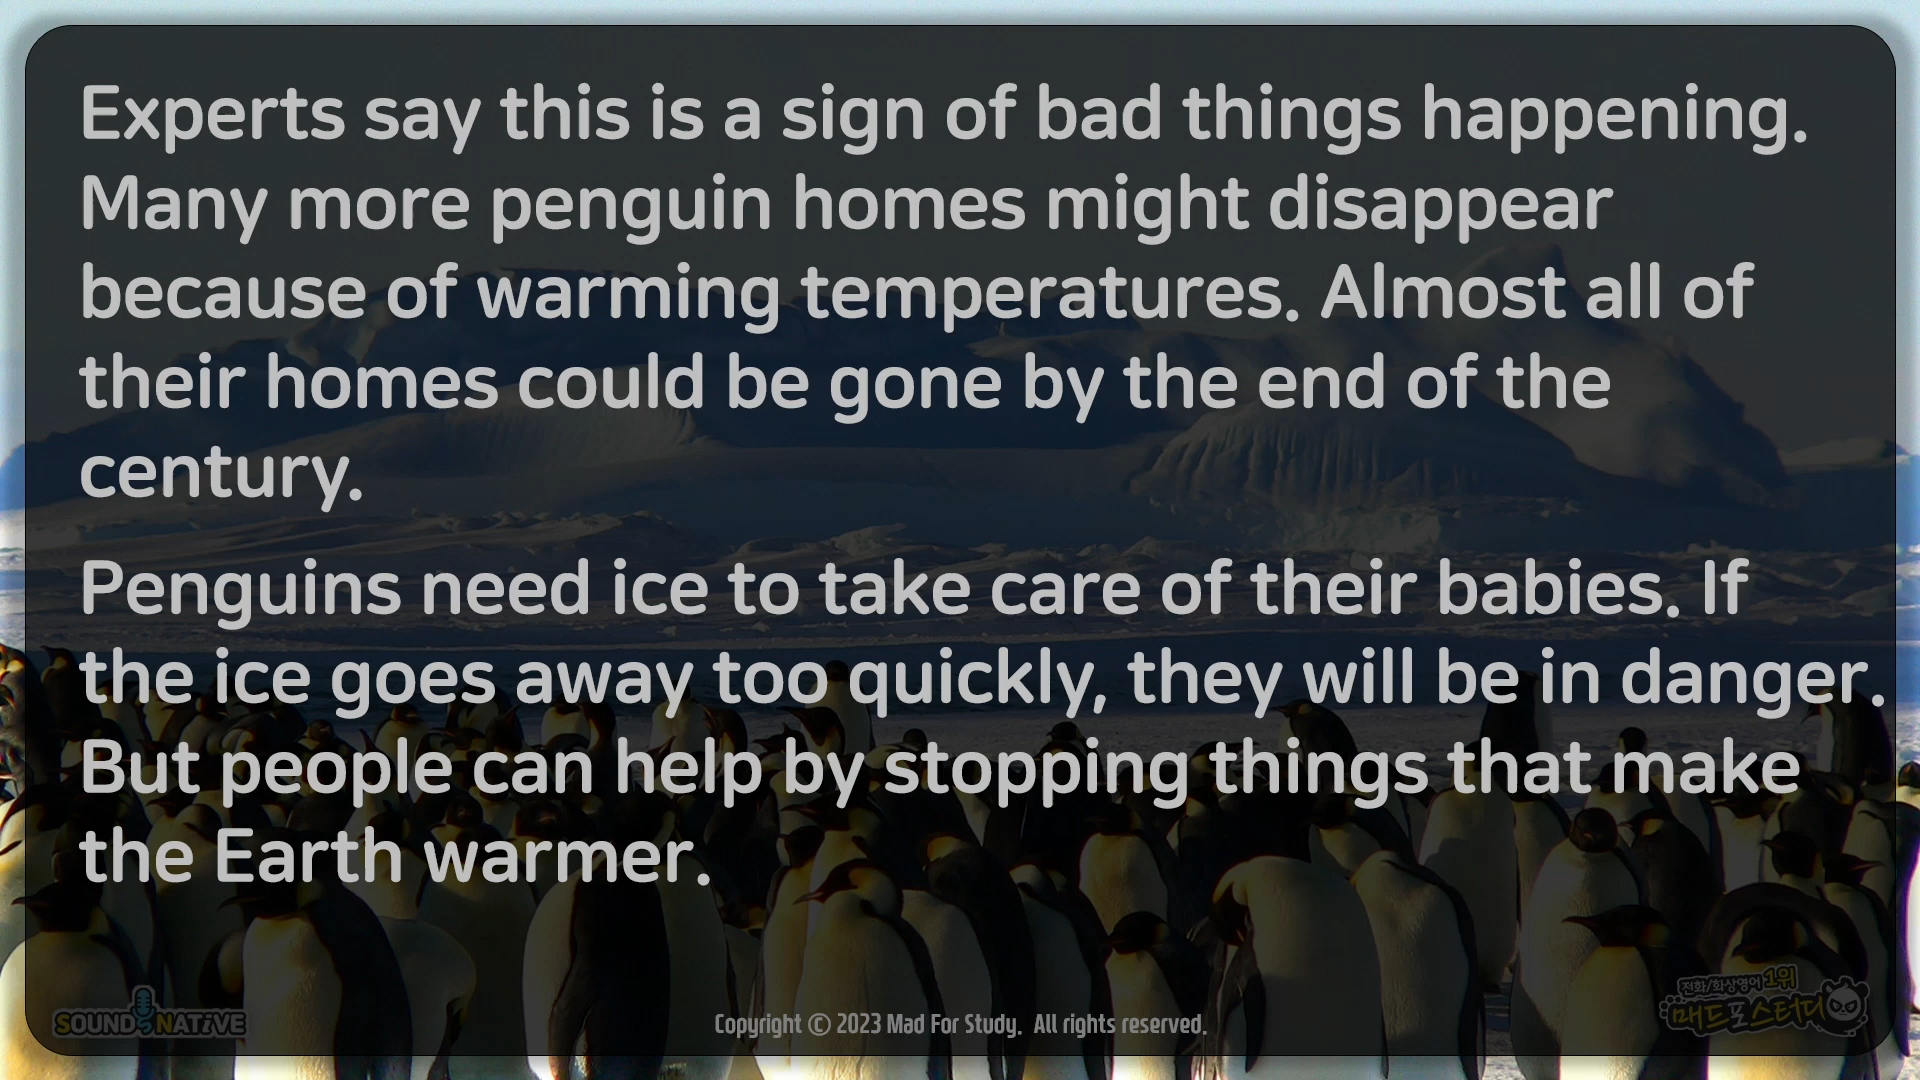 Experts say this is a sign of bad things happening.
Many more penguin homes might disappear
because of warming temperatures. Almost all of
their homes could be gone by the end of the
century.
Penguins need ice to take care of their babies. If
the ice goes away too quickly, they will be in danger.
But people can help by stopping things that make
the Earth warmer.
SOUND NATIVE
Copyright © 2023 Mad For Study. All rights reserved.
전화/화상영어 1위
매드포스터디